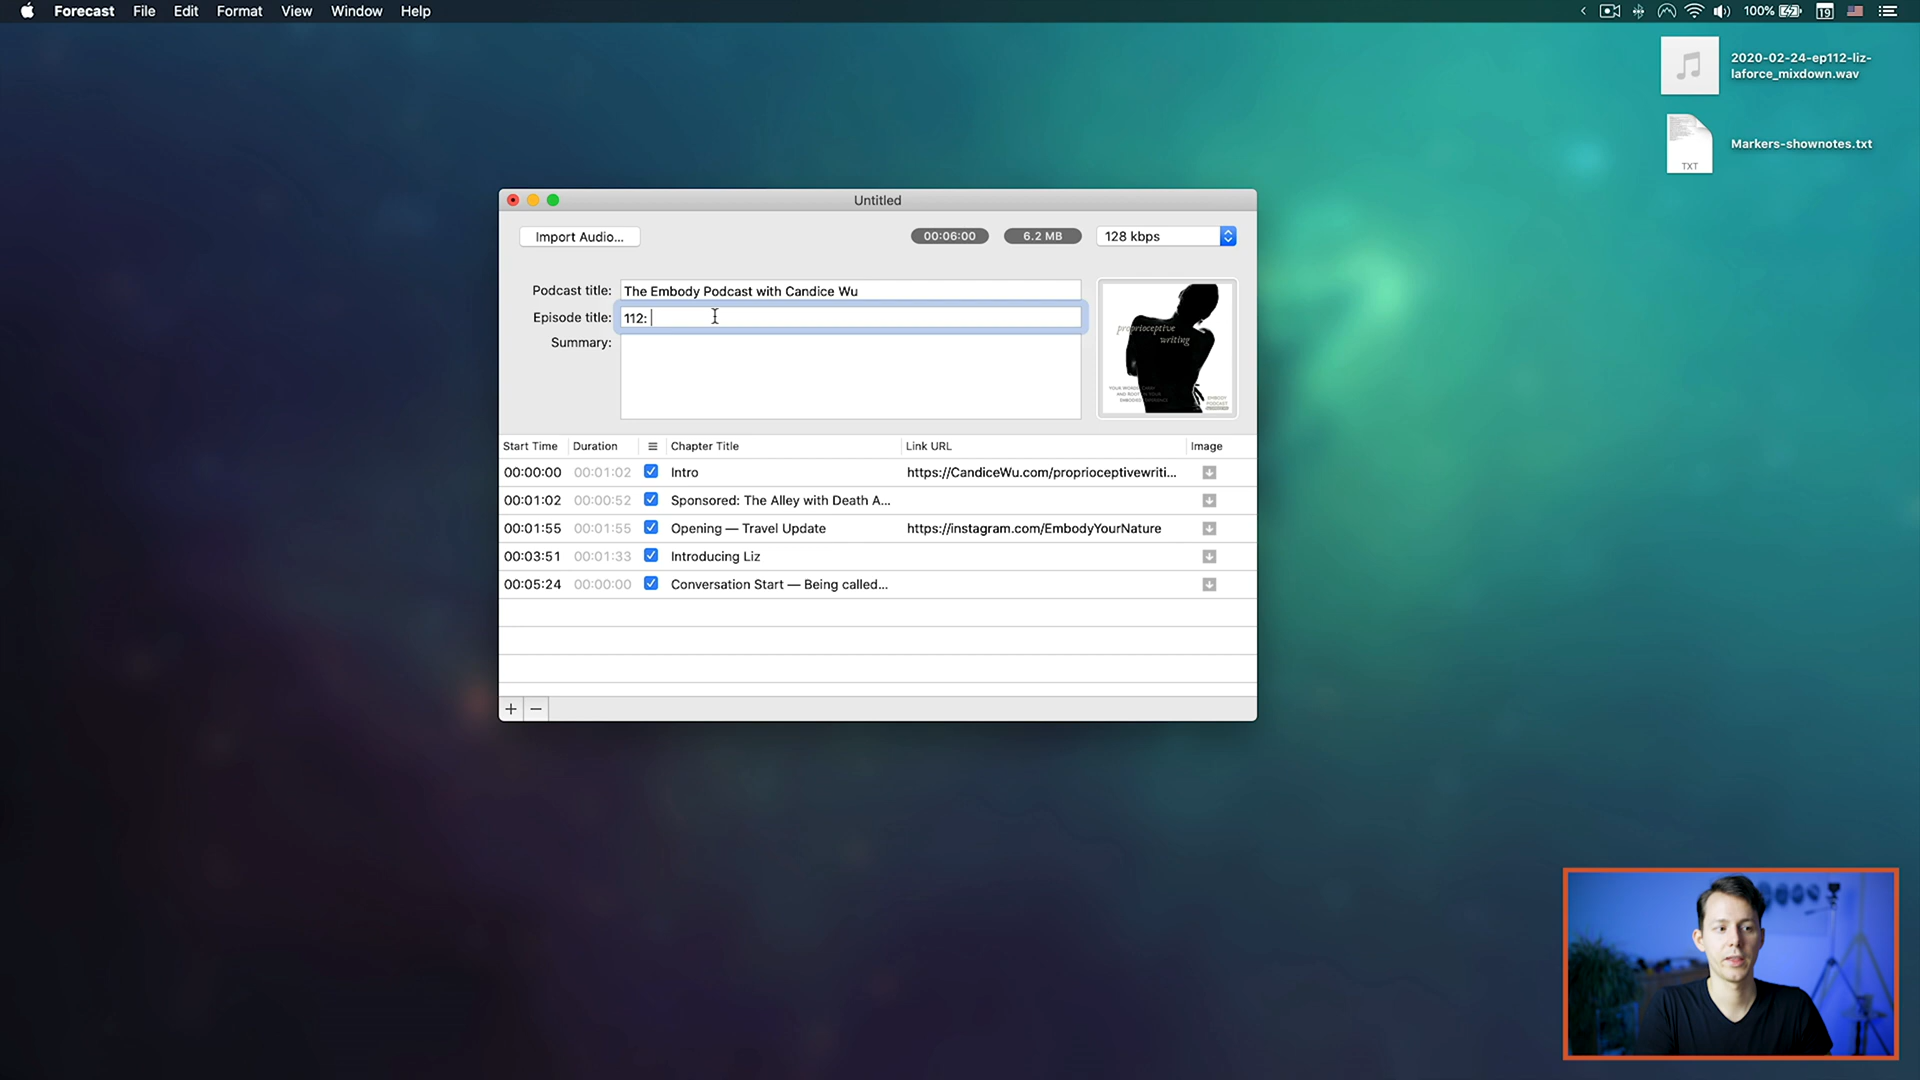 Forecast File Edit Format View Window Help
100%
19
2020-02-24-ep112-liz-
laforce_mixdown.wav
TXT
Markers-shownotes.txt
Untitled
Import Audio...
00:06:00
6.2 MB
128 kbps
Podcast title: The Embody Podcast with Candice Wu
Episode title: 112:
Summary:
proprioceptive
writing
Start Time Duration Chapter Title Link URL Image
00:00:00 00:01:02 Intro https://CandiceWu.com/proprioceptivewriti...
00:01:02 00:00:52 Sponsored: The Alley with Death A...
00:01:55 00:01:55 Opening — Travel Update https://instagram.com/EmbodyYourNature
00:03:51 00:01:33 Introducing Liz
00:05:24 00:00:00 Conversation Start — Being called...